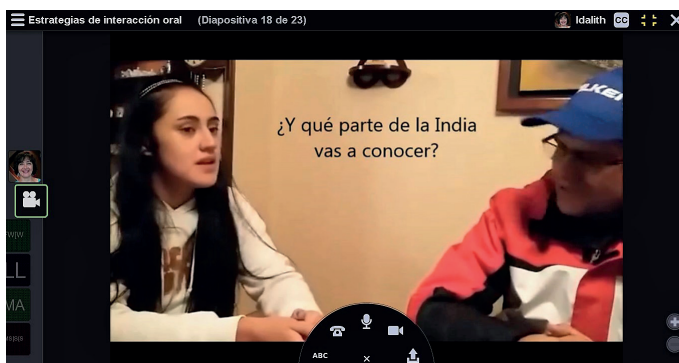 Estrategias de interacción oral (Diapositiva 18 de 23)
Idalith CC
¿Y qué parte de la India
vas a conocer?
LL
MA
ABC